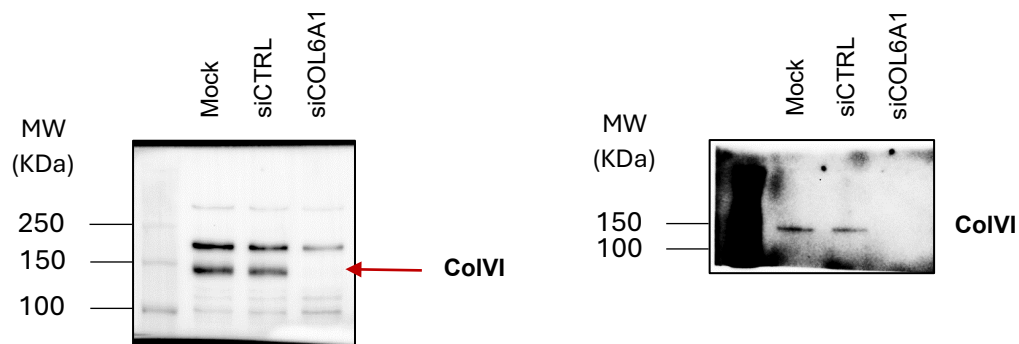 Mock
siCTRL
siCOL6A1
MW
(KDa)
250
150
100
ColVI
Mock
siCTRL
siCOL6A1
MW
(KDa)
150
100
ColVI